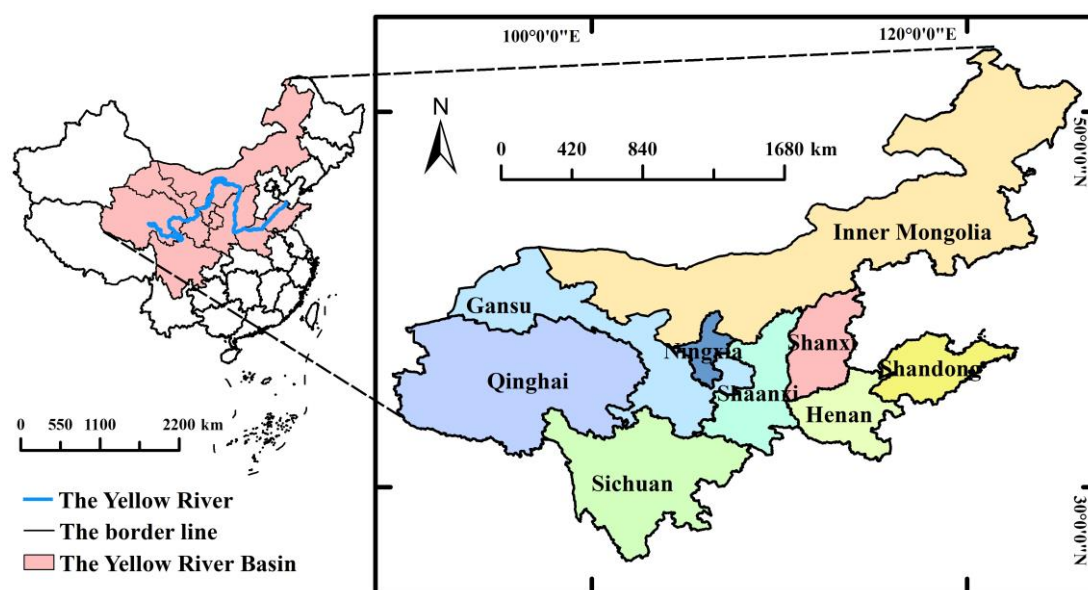 100°0'0"E
120°0'0"E
N
0 420 840 1680 km
50°0'0"N
Inner Mongolia
Gansu
Ningxia
Shanxi
Shandong
Qinghai
Shaanxi
Henan
Sichuan
30°0'0"N
0 550 1100 2200 km
The Yellow River
The border line
The Yellow River Basin